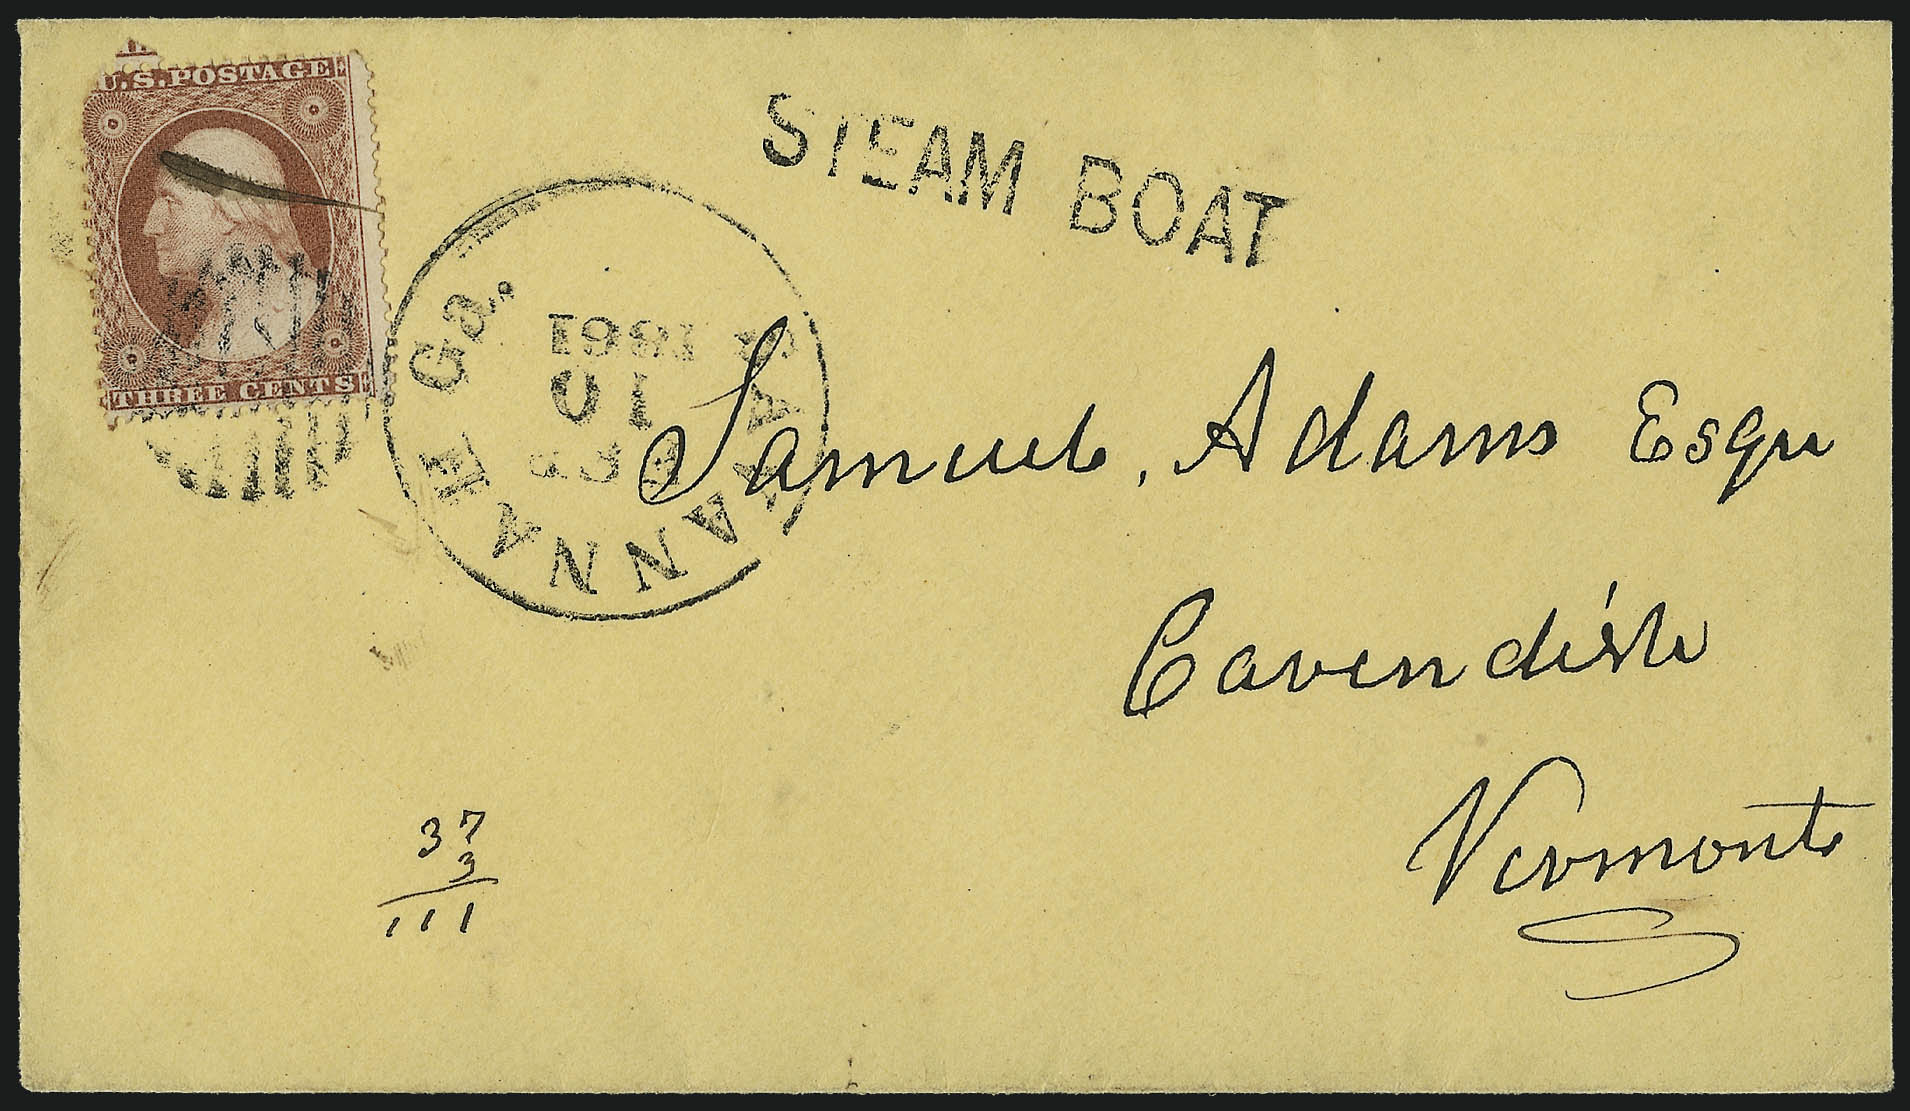 U.S. POSTAGE
THREE CENTS
STEAM BOAT
SAVANNAH Ga.
10
1861
Samuel Adams Esqr
Cavendish
Vermont
37
3
111